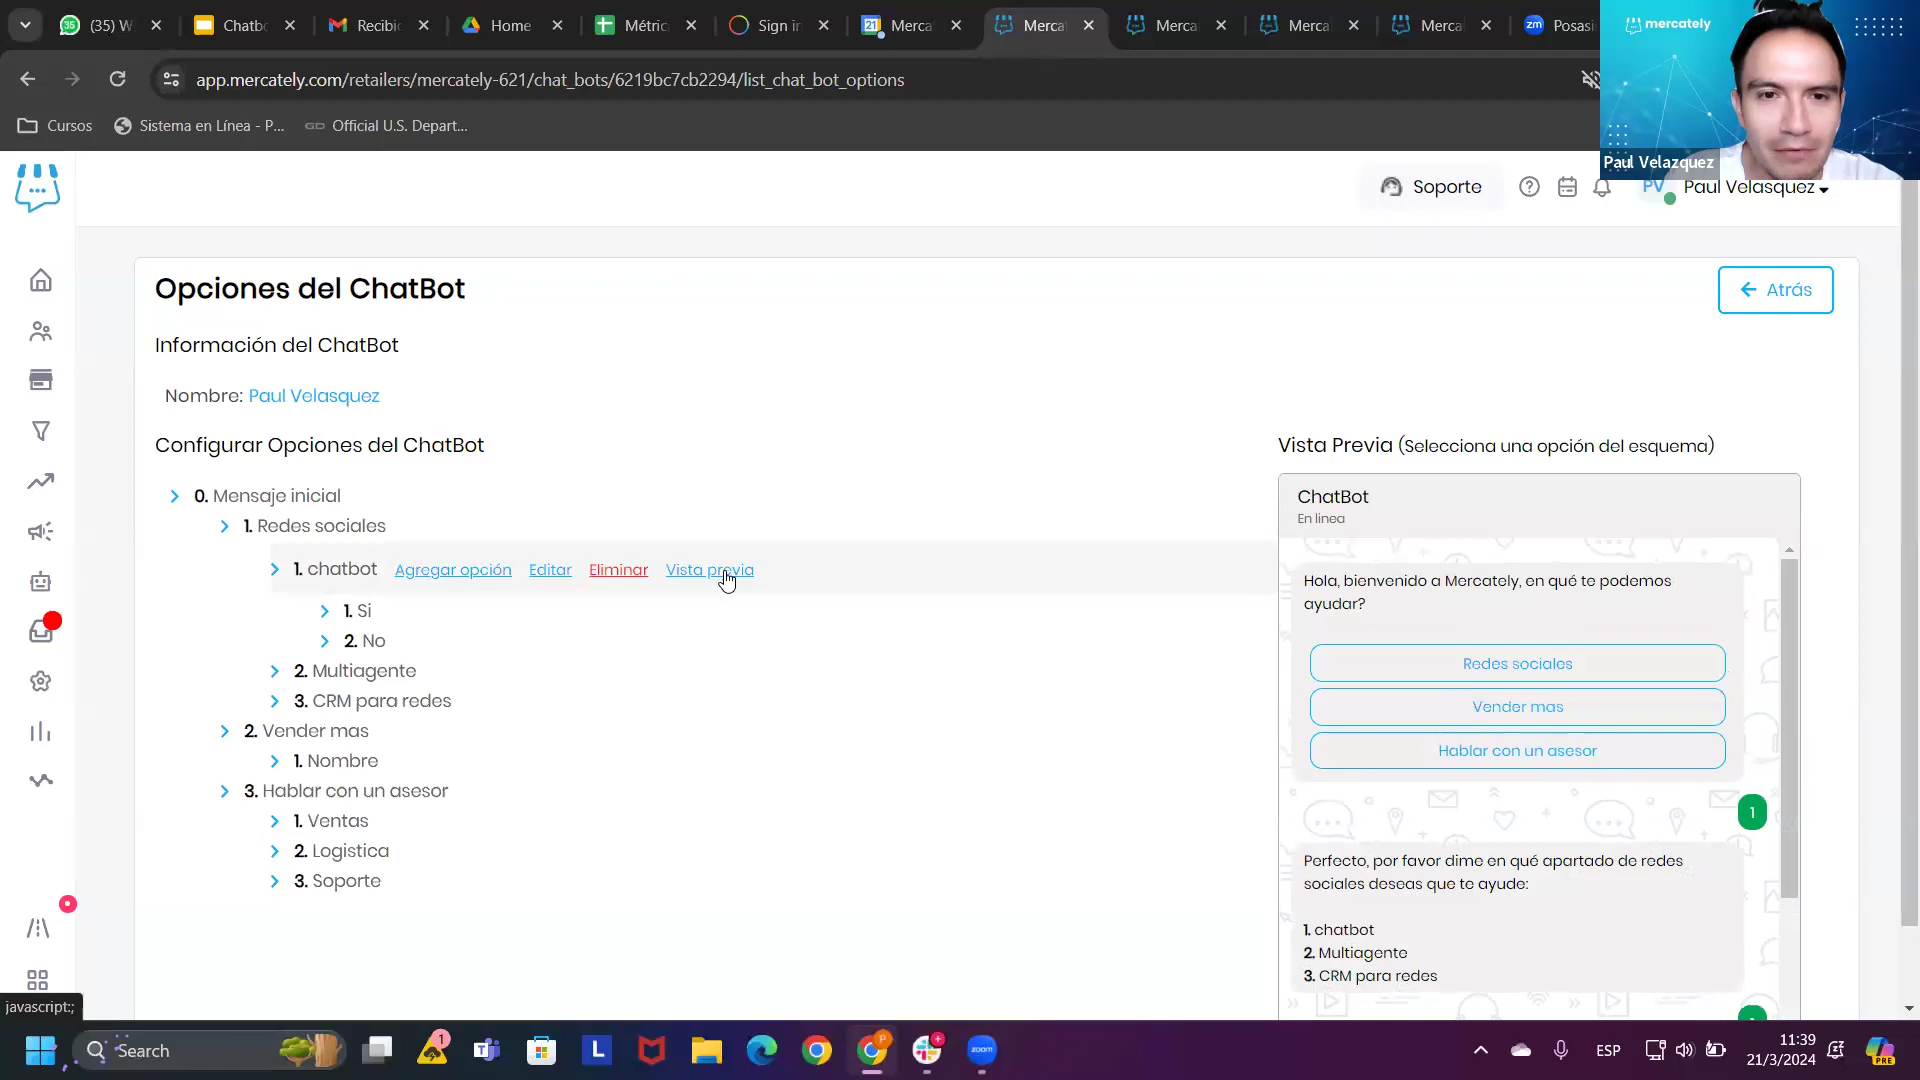 (35) W
Chatbo
Recibi
Home
Métric
Sign in
Merca
Merca
Merca
Merca
Merca
Posasi
app.mercately.com/retailers/mercately-621/chat_bots/6219bc7cb2294/list_chat_bot_options
Cursos
Sistema en Línea - P...
Official U.S. Depart...
mercately
Paul Velazquez
Soporte
PV
Paul Velasquez
Opciones del ChatBot
Atrás
Información del ChatBot
Nombre: Paul Velasquez
Configurar Opciones del ChatBot
Vista Previa (Selecciona una opción del esquema)
0. Mensaje inicial
1. Redes sociales
1. chatbot Agregar opción Editar Eliminar Vista previa
1. Si
2. No
2. Multiagente
3. CRM para redes
2. Vender mas
1. Nombre
3. Hablar con un asesor
1. Ventas
2. Logistica
3. Soporte
ChatBot
En linea
Hola, bienvenido a Mercately, en qué te podemos
ayudar?
Redes sociales
Vender mas
Hablar con un asesor
1
Perfecto, por favor dime en qué apartado de redes
sociales deseas que te ayude:
1. chatbot
2. Multiagente
3. CRM para redes
javascript:;
Search
1
L
zoom
ESP
11:39
21/3/2024
PRE